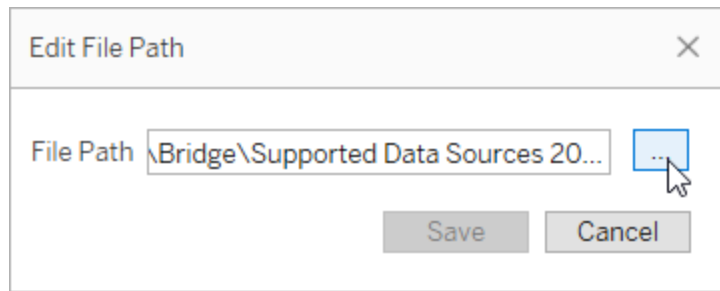 Edit File Path
File Path \Bridge\Supported Data Sources 20... ...
Save Cancel